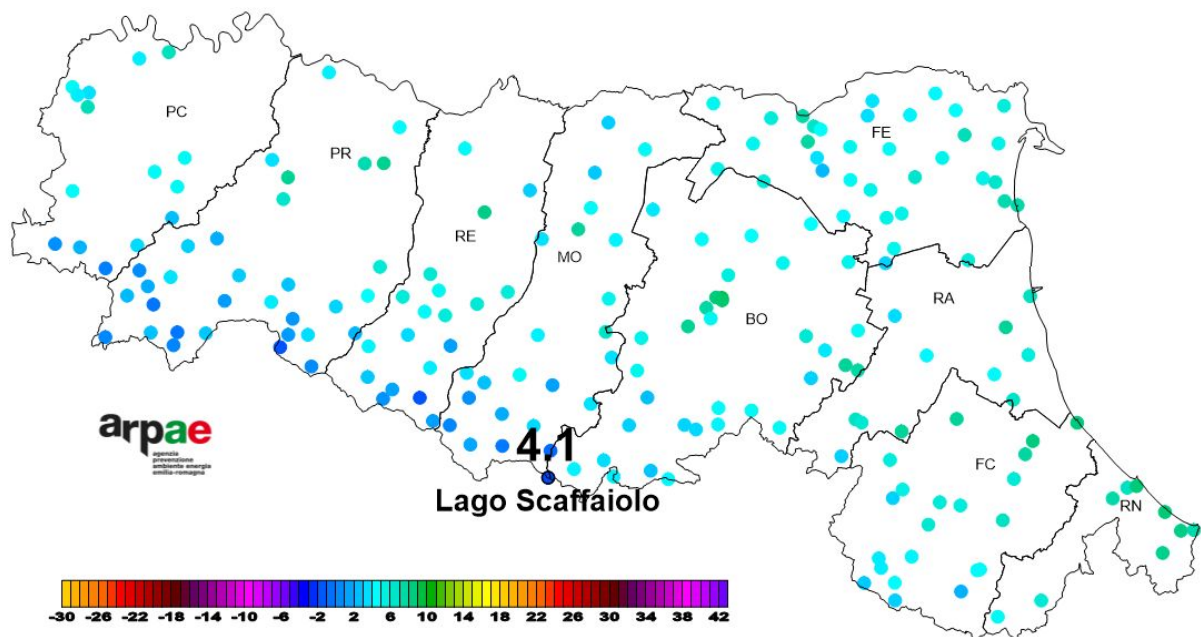 PC
PR
RE
MO
FE
BO
RA
FC
RN
4.1
Lago Scaffaiolo
arpae
agenzia
prevenzione
ambiente energia
emilia-romagna
-30 -26 -22 -18 -14 -10 -6 -2 2 6 10 14 18 22 26 30 34 38 42